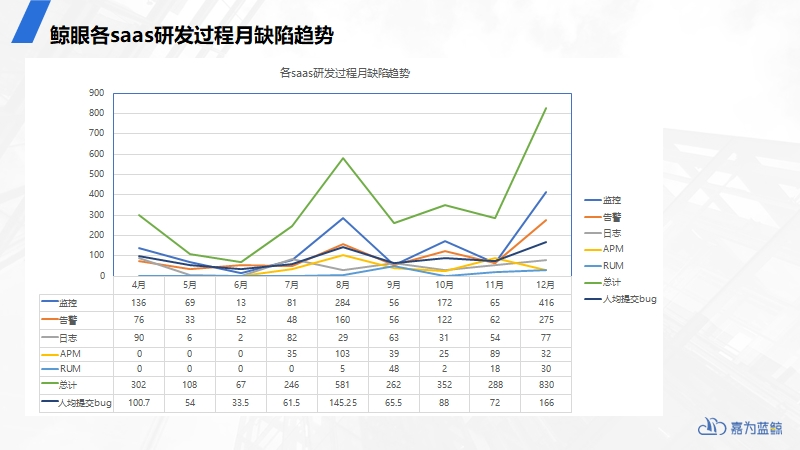 鲸眼各saas研发过程月缺陷趋势
各saas研发过程月缺陷趋势
900
800
700
600
500
400
300
200
100
0
4月 5月 6月 7月 8月 9月 10月 11月 12月
监控 136 69 13 81 284 56 172 65 416
告警 76 33 52 48 160 56 122 62 275
日志 90 6 2 82 29 63 31 54 77
APM 0 0 0 35 103 39 25 89 32
RUM 0 0 0 0 5 48 2 18 30
总计 302 108 67 246 581 262 352 288 830
人均提交bug 100.7 54 33.5 61.5 145.25 65.5 88 72 166
监控
告警
日志
APM
RUM
总计
人均提交bug
嘉为蓝鲸